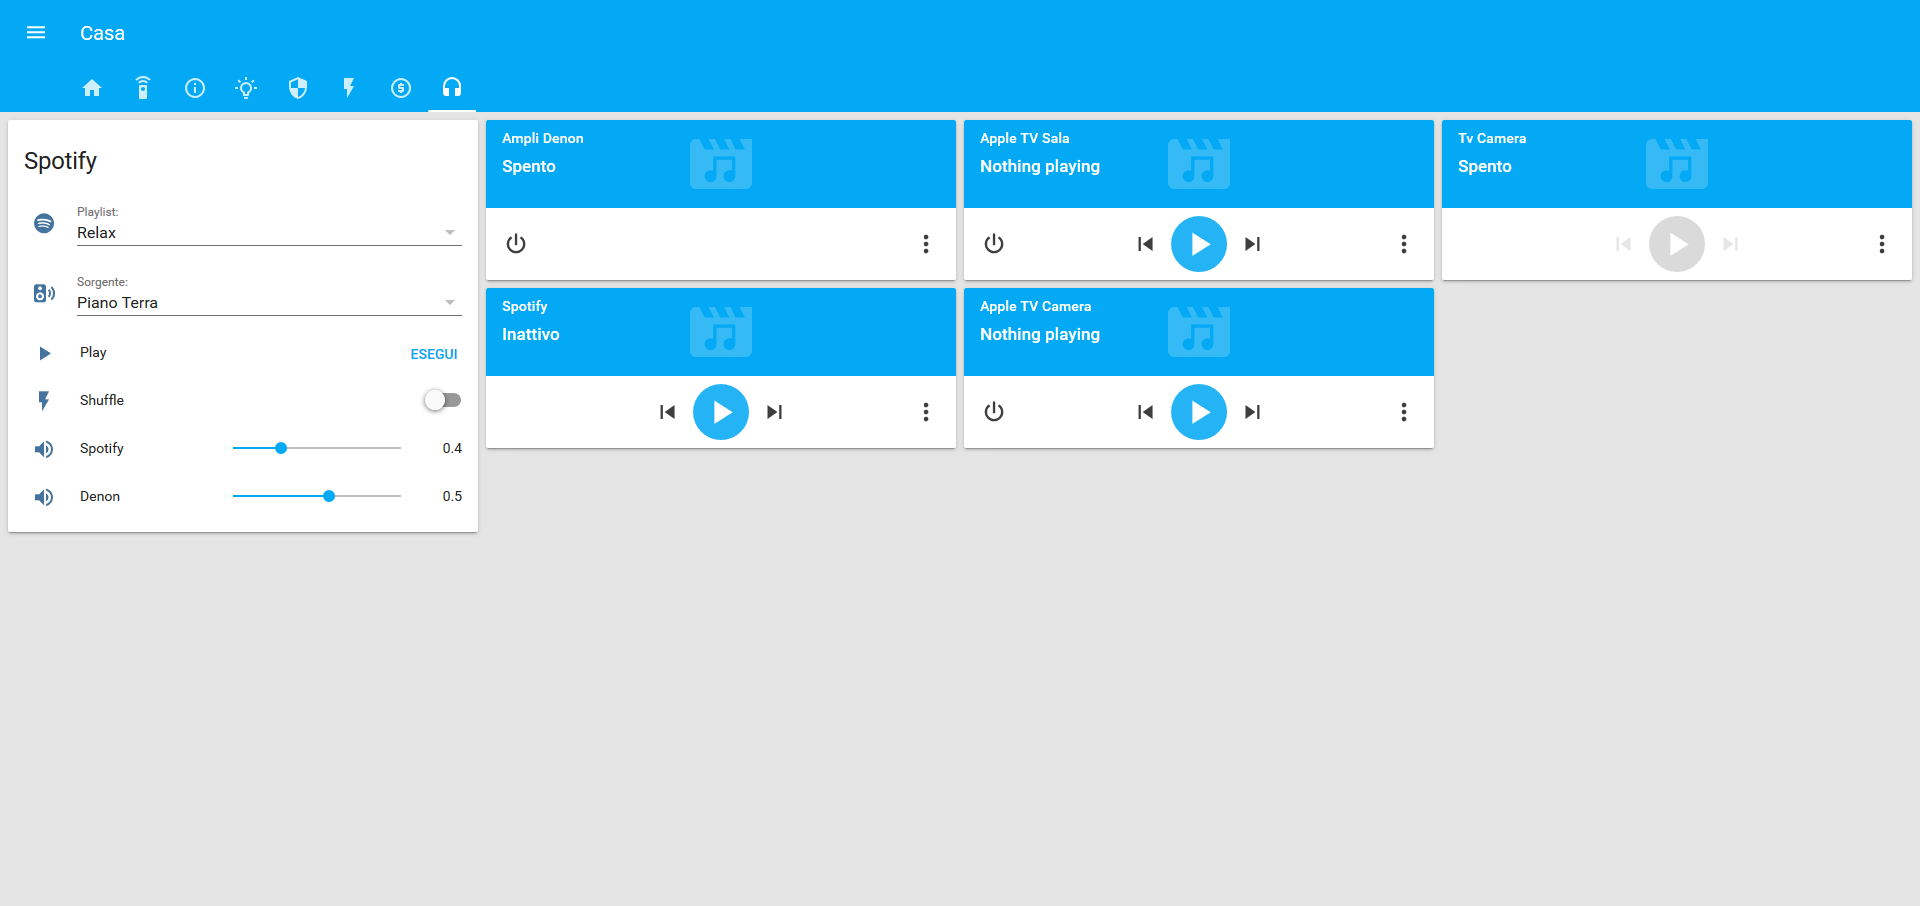 Casa
Spotify
Playlist:
Relax
Sorgente:
Piano Terra
Play ESEGUI
Shuffle
Spotify 0.4
Denon 0.5
Ampli Denon
Spento
Spotify
Inattivo
Apple TV Sala
Nothing playing
Apple TV Camera
Nothing playing
Tv Camera
Spento